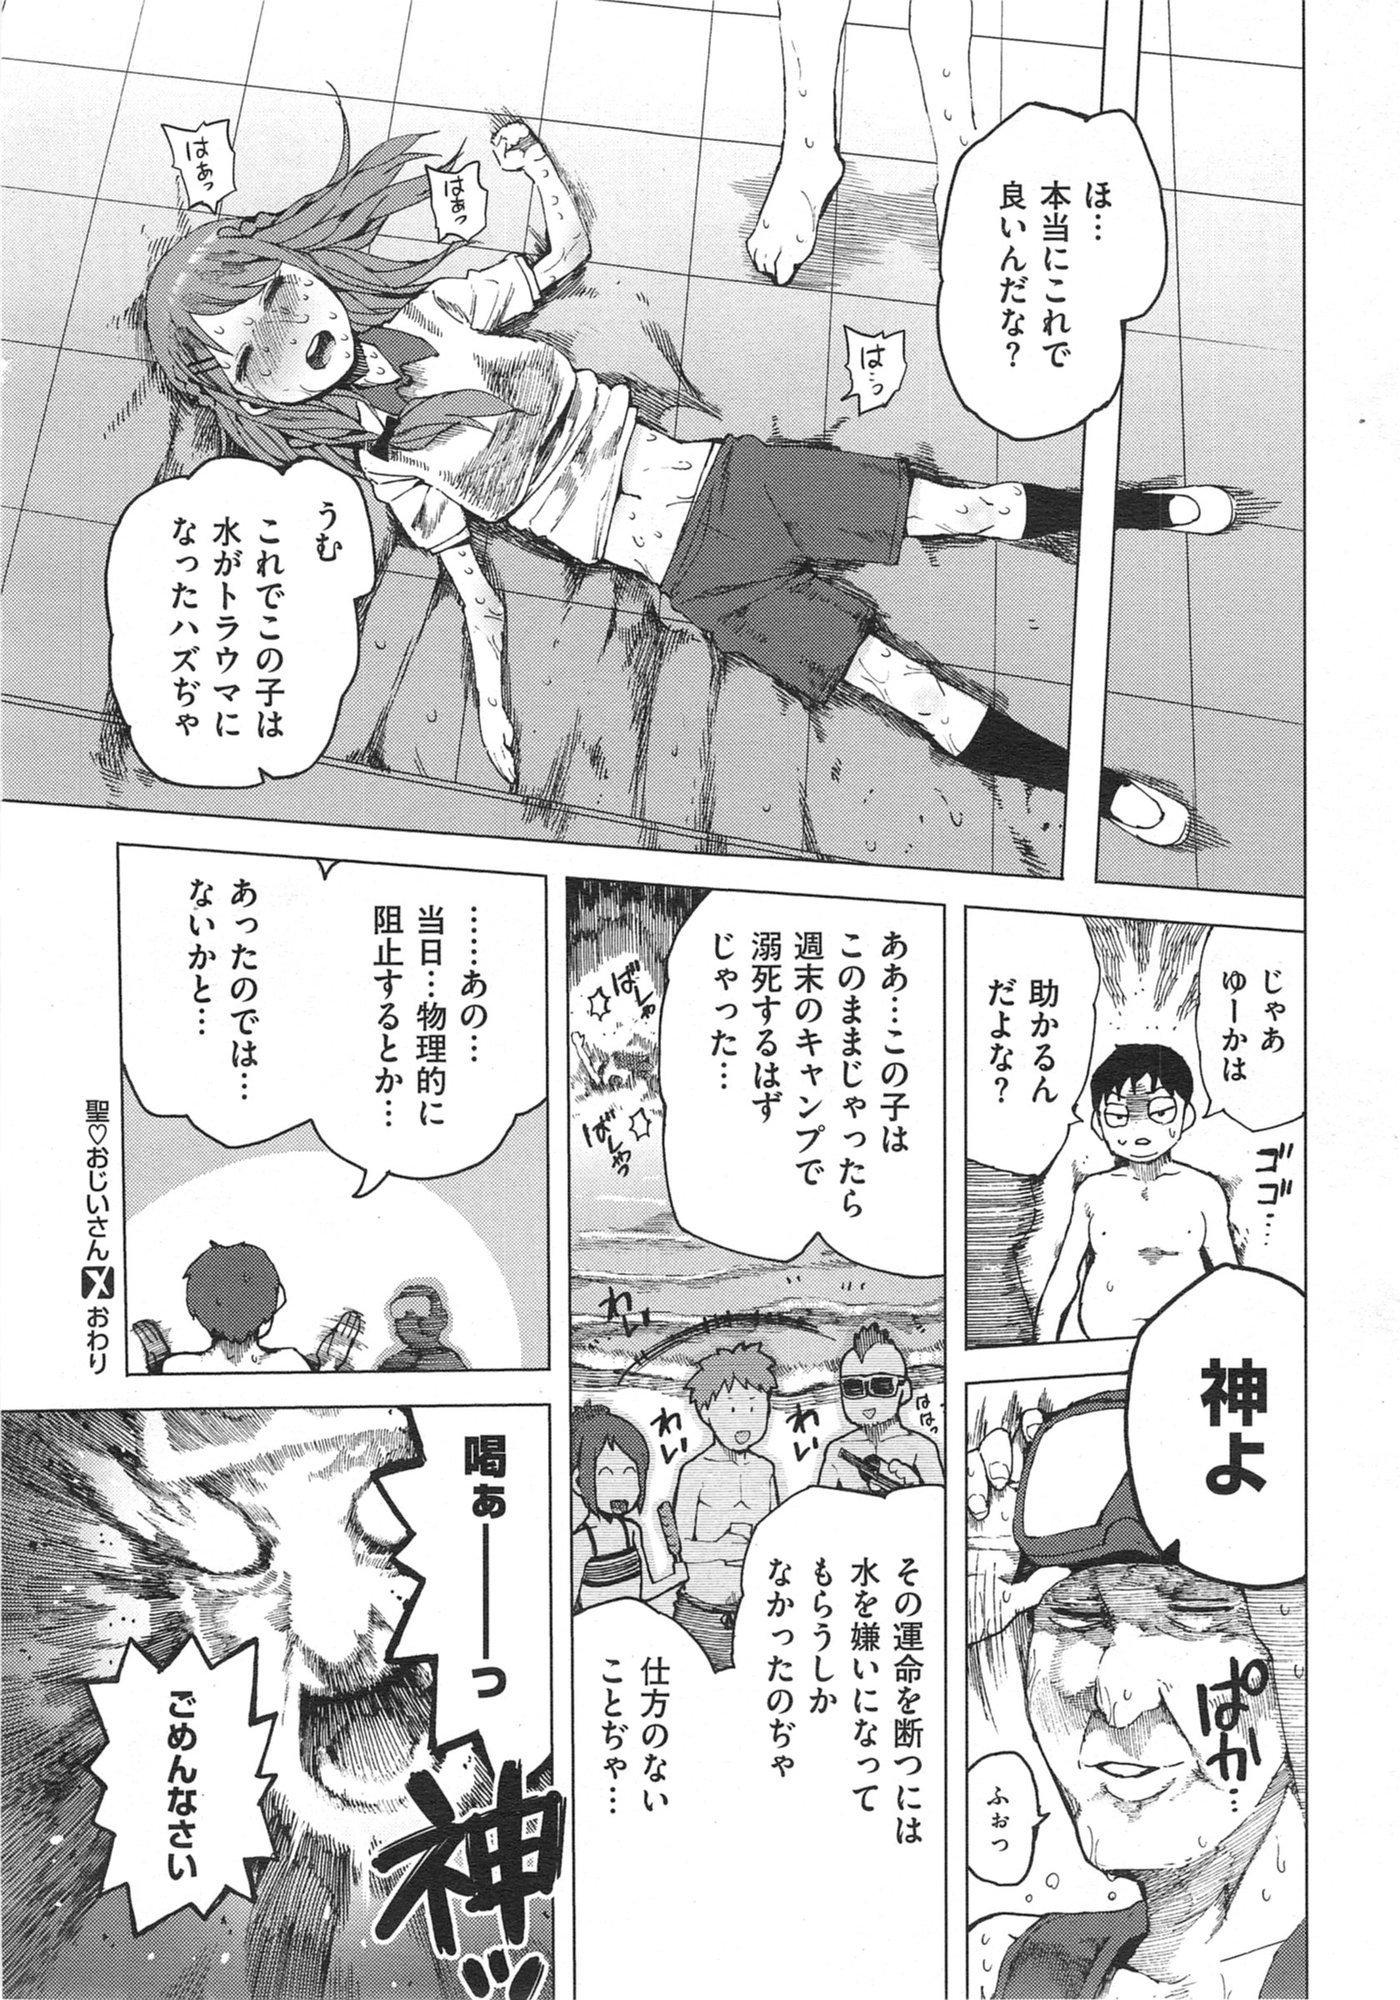 ほ…
本当にこれで
良いんだな？
はあっ
はあっ
はっ
うむ
これでこの子は
水がトラウマに
なったハズぢゃ
じゃあ
ゆーかは
助かるん
だよな？
ゴゴ…
神よ
ぱか…
ふぉっ
ああ…この子は
このままじゃったら
週末のキャンプで
溺死するはず
じゃった…
ばしゃ
ばしゃっ
わい
わい
わい
ははっ
その運命を断つには
水を嫌いになって
もらうしか
なかったのぢゃ
仕方のない
ことぢゃ…
……あの…
当日…物理的に
阻止するとか…
あったのでは…
ないかと…
喝ぁ――っ
神ッ
ごめんなさい
聖♡おじいさんX おわり